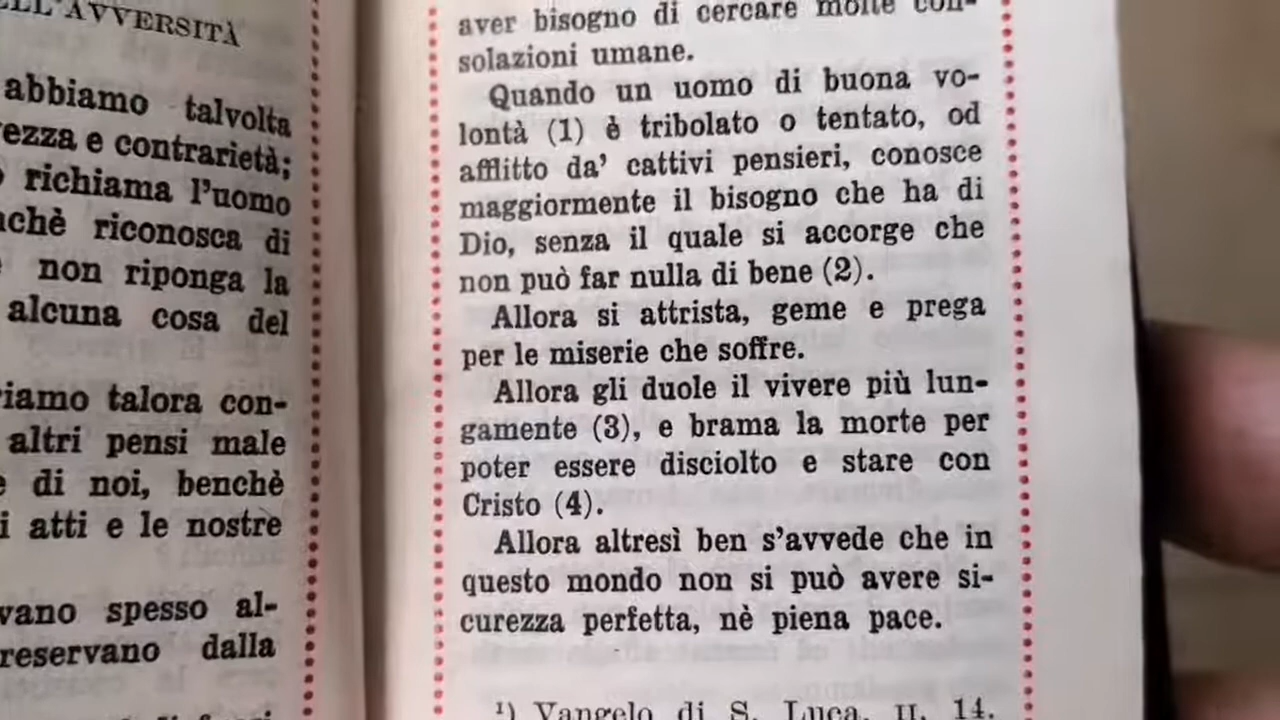 ELL'AVVERSITÀ
abbiamo talvolta
ezza e contrarietà;
richiama l'uomo
riconosca di
non riponga la
alcuna cosa del
talora con-
altri pensi male
di noi, benchè
atti e le nostre
spesso al-
dalla
aver bisogno di cercare molte con-
solazioni umane.
Quando un uomo di buona vo-
lontà (1) è tribolato o tentato, od
afflitto da' cattivi pensieri, conosce
maggiormente il bisogno che ha di
Dio, senza il quale si accorge che
non può far nulla di bene (2).
Allora si attrista, geme e prega
per le miserie che soffre.
Allora gli duole il vivere più lun-
gamente (3), e brama la morte per
poter essere disciolto e stare con
Cristo (4).
Allora altresì ben s'avvede che in
questo mondo non si può avere si-
curezza perfetta, nè piena pace.
¹) Vangelo di S. Luca, II, 14.